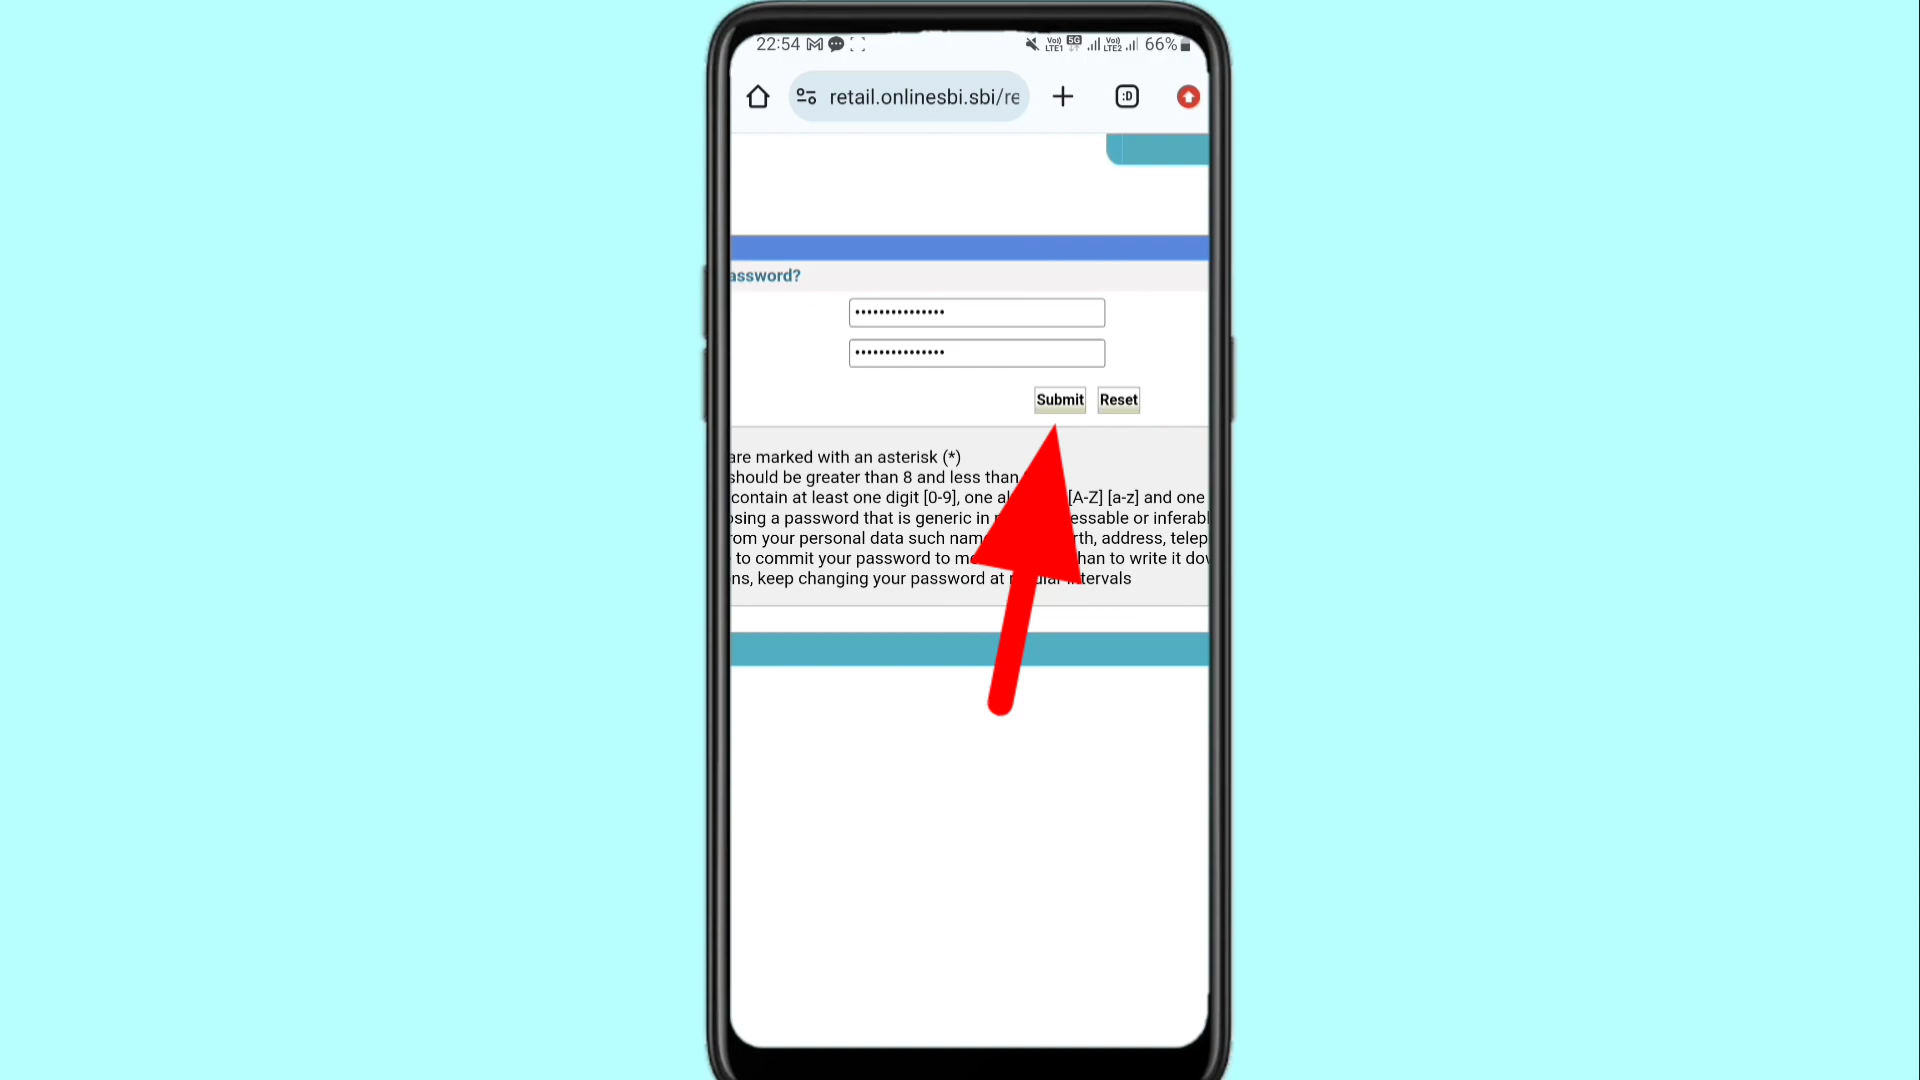 22:54 66%
retail.onlinesbi.sbi/re :D
assword?
Submit Reset
are marked with an asterisk (*)
should be greater than 8 and less than
contain at least one digit [0-9], one al [A-Z] [a-z] and one
osing a password that is generic in essable or inferabl
rom your personal data such nam rth, address, telep
to commit your password to me han to write it dow
ns, keep changing your password at tervals